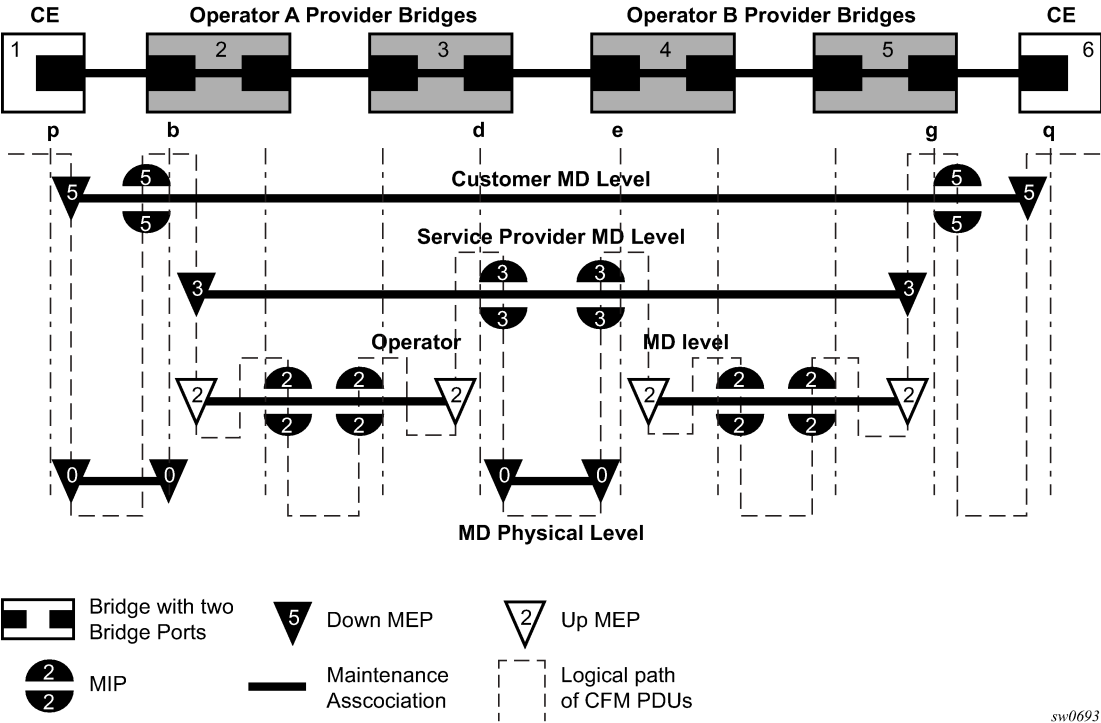 CE Operator A Provider Bridges Operator B Provider Bridges CE
1 2 3 4 5 6
p b d e g q
5 5 5 5
Customer MD Level
5 5
Service Provider MD Level
3 3 3 3
3 3
Operator MD level
2 2 2 2 2 2 2 2
2 2 2 2
0 0 0 0
MD Physical Level
Bridge with two
Bridge Ports
5 Down MEP
2 Up MEP
2
2
MIP
Maintenance
Asscociation
Logical path
of CFM PDUs
sw0693